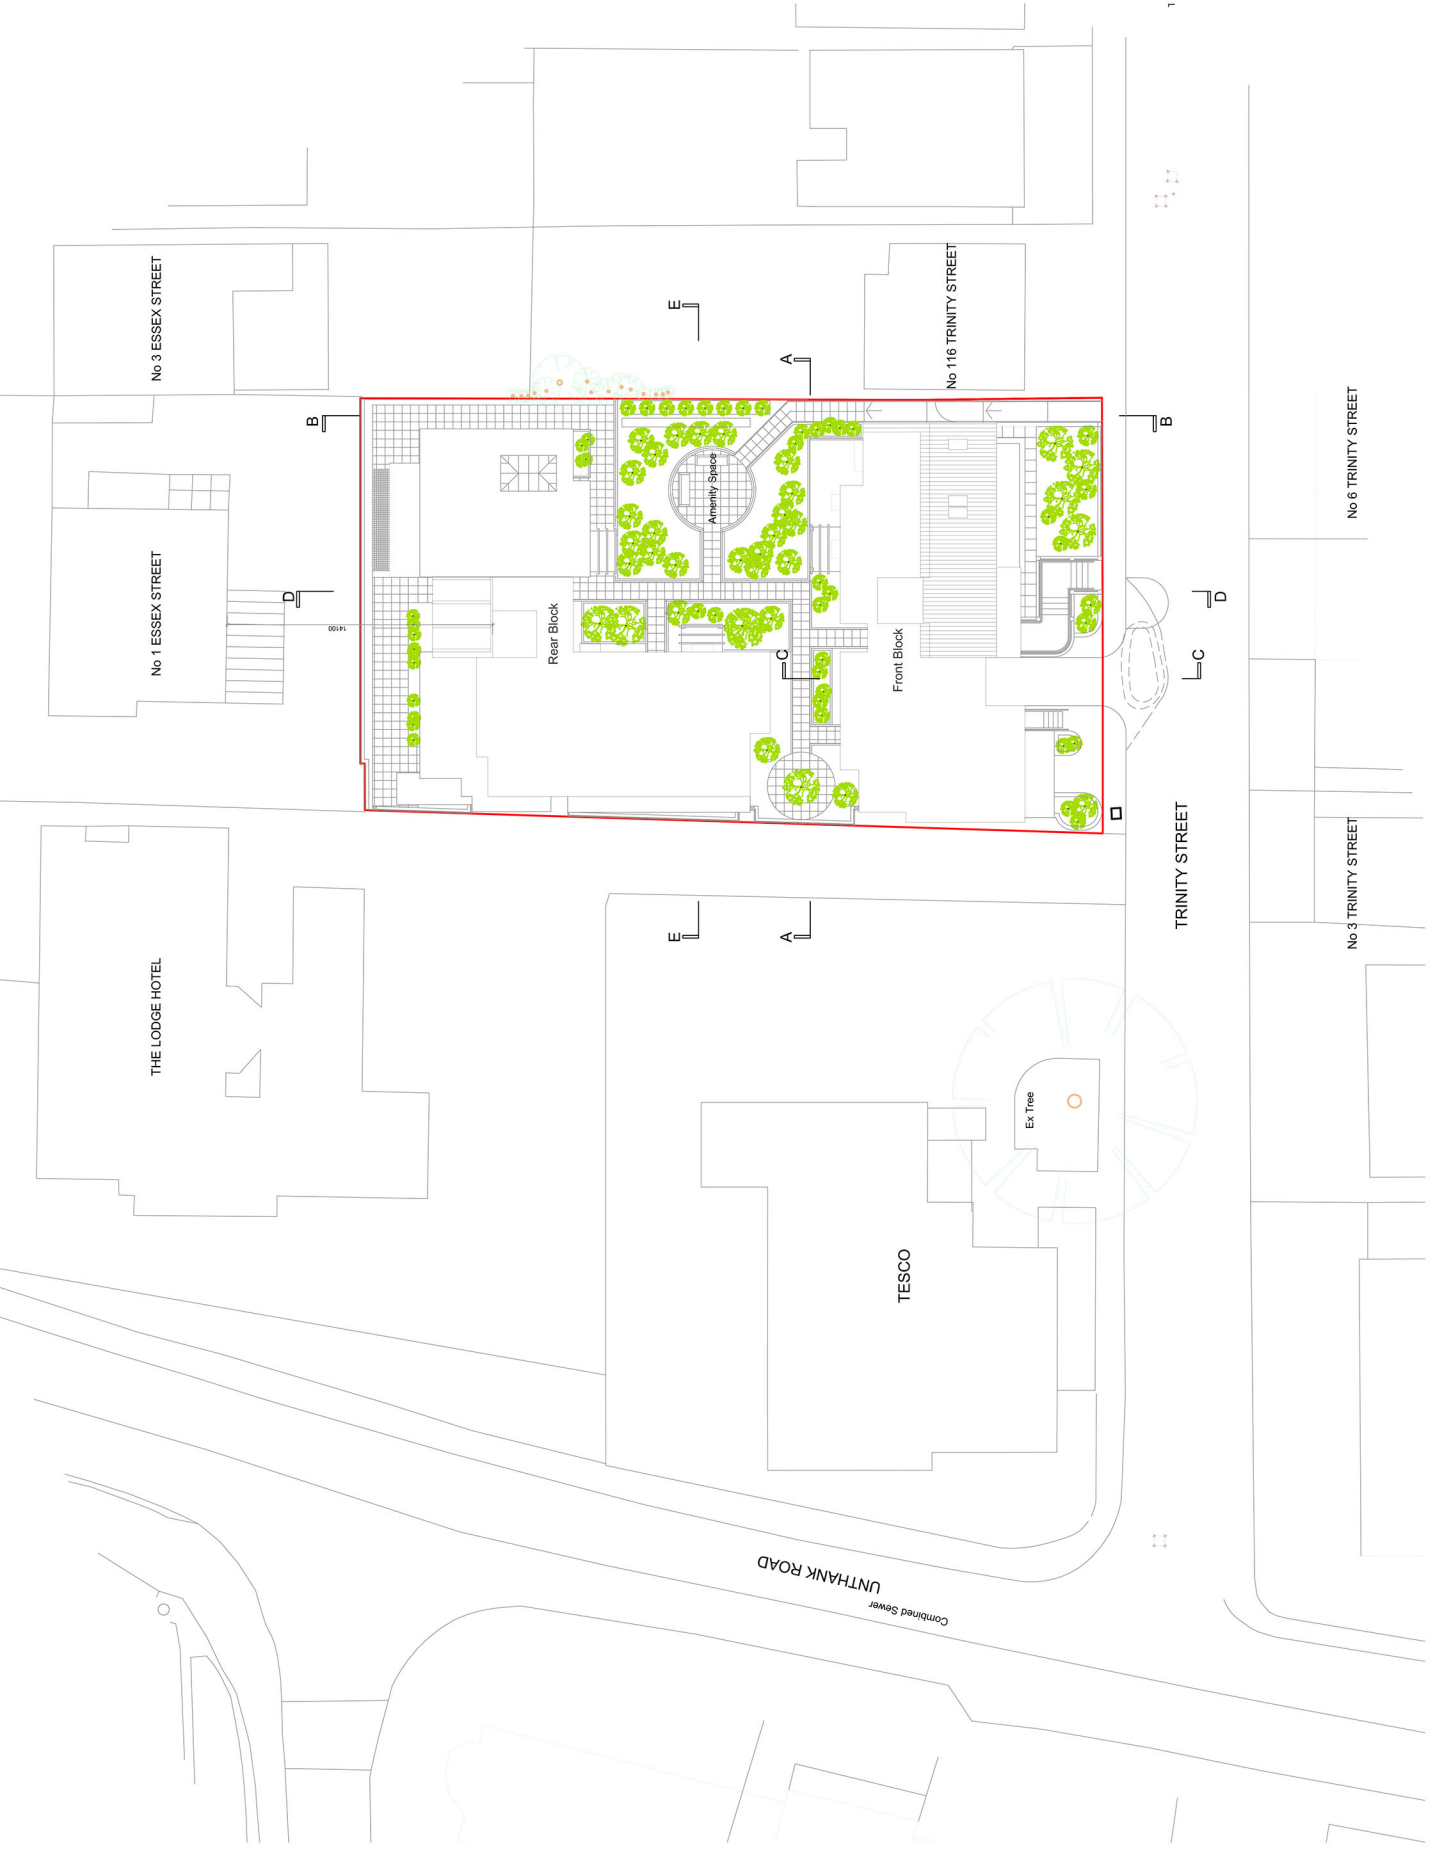 No 3 ESSEX STREET
No 1 ESSEX STREET
THE LODGE HOTEL
No 116 TRINITY STREET
No 6 TRINITY STREET
No 3 TRINITY STREET
TRINITY STREET
E
A
B
B
D
D
C
C
E
A
14100
Rear Block
Amenity Space
Front Block
Ex Tree
TESCO
UNTHANK ROAD
Combined Sewer